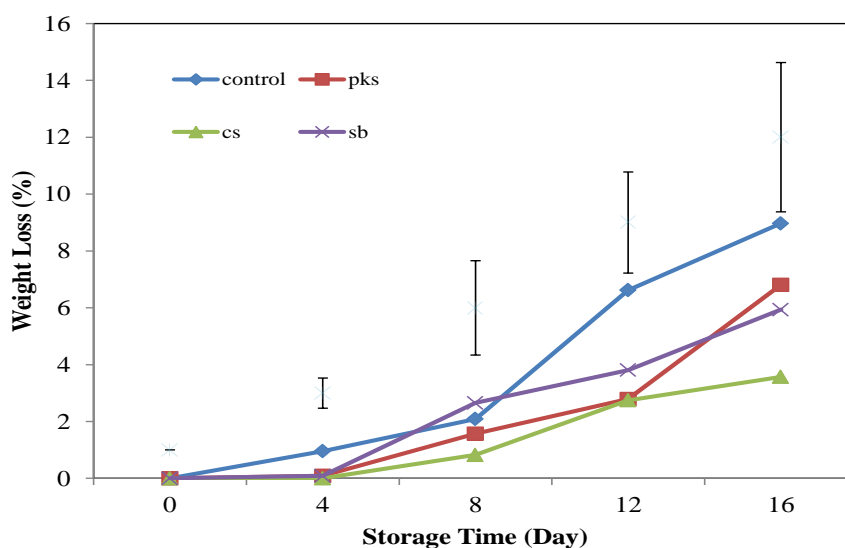 16
14
12
10
8
6
4
2
0
Weight Loss (%)
control pks
cs sb
0 4 8 12 16
Storage Time (Day)